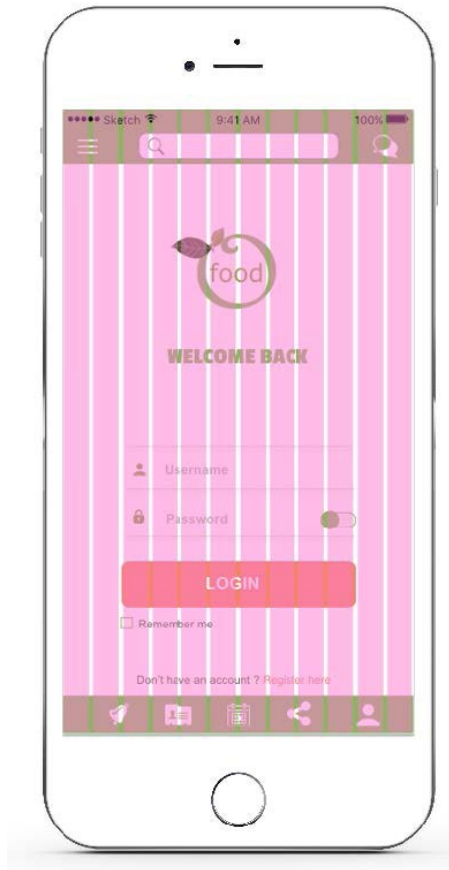 Sketch 9:41 AM 100%
food
WELCOME BACK
Username
Password
LOGIN
Remember me
Don't have an account ? Register here